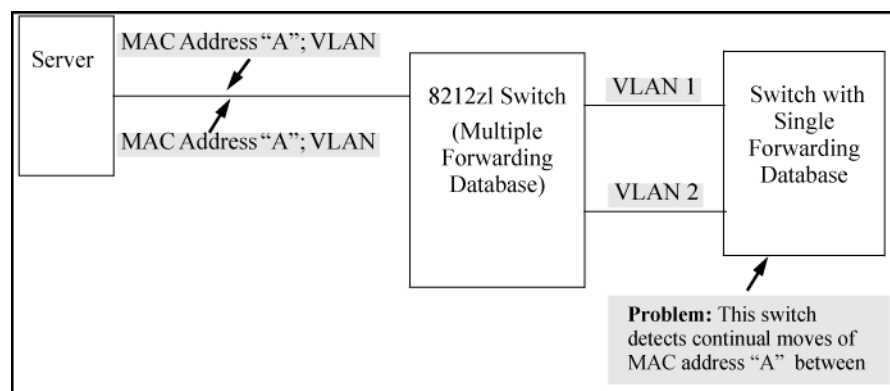 Server
MAC Address “A”; VLAN
MAC Address “A”; VLAN
8212zl Switch
(Multiple
Forwarding
Database)
VLAN 1
VLAN 2
Switch with
Single
Forwarding
Database
Problem: This switch
detects continual moves of
MAC address “A” between